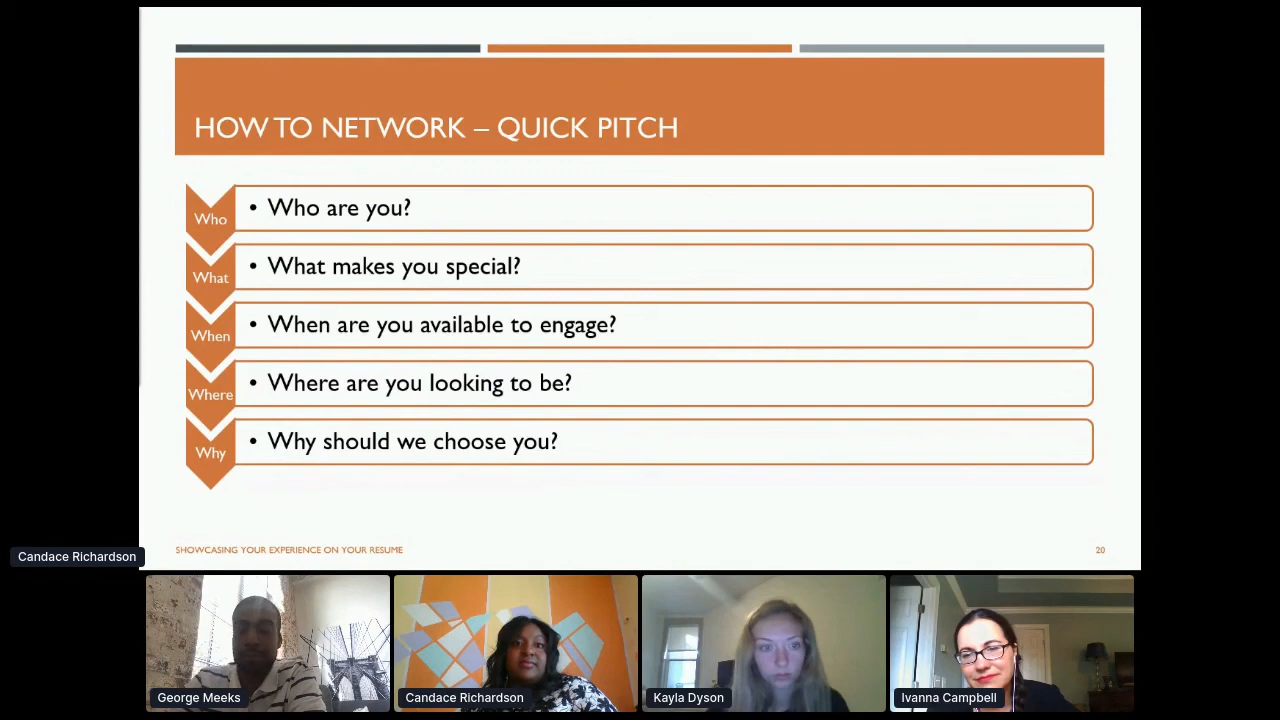 HOW TO NETWORK – QUICK PITCH
Who
• Who are you?
What
• What makes you special?
When
• When are you available to engage?
Where
• Where are you looking to be?
Why
• Why should we choose you?
SHOWCASING YOUR EXPERIENCE ON YOUR RESUME
20
Candace Richardson
George Meeks
Candace Richardson
Kayla Dyson
Ivanna Campbell